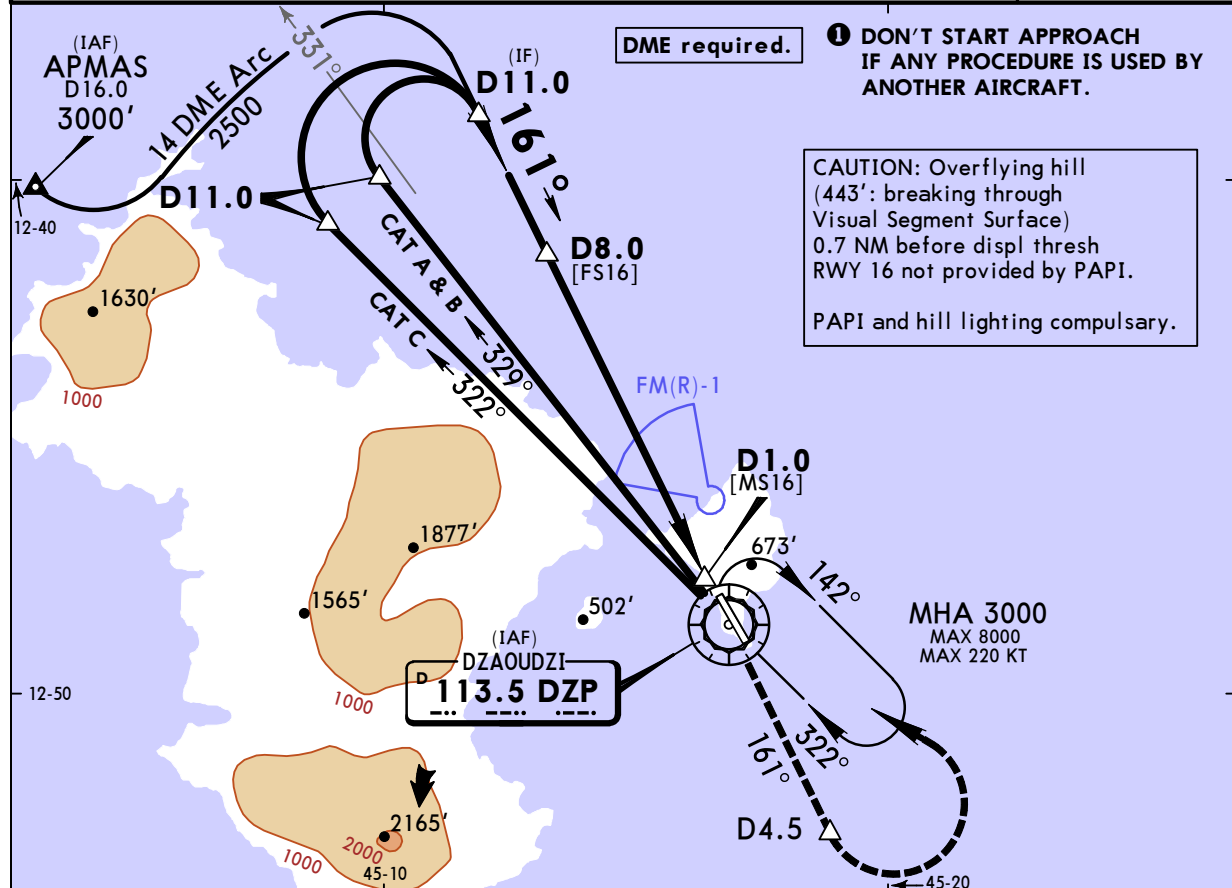 (IAF)
APMAS
D16.0
3000'
14 DME Arc
2500
331°
(IF)
D11.0
161°
DME required.
1 DON'T START APPROACH
IF ANY PROCEDURE IS USED BY
ANOTHER AIRCRAFT.
CAUTION: Overflying hill
(443': breaking through
Visual Segment Surface)
0.7 NM before displ thresh
RWY 16 not provided by PAPI.
PAPI and hill lighting compulsary.
12-40
D11.0
D8.0
[FS16]
1630'
1000
CAT A & B
329°
CAT C
322°
FM(R)-1
D1.0
[MS16]
673'
142°
1877'
1565'
502'
MHA 3000
MAX 8000
MAX 220 KT
(IAF)
DZAOUDZI
D 113.5 DZP
-·· --·· ·--·
12-50
1000
161°
322°
D4.5
2165'
2000
1000
45-10
45-20